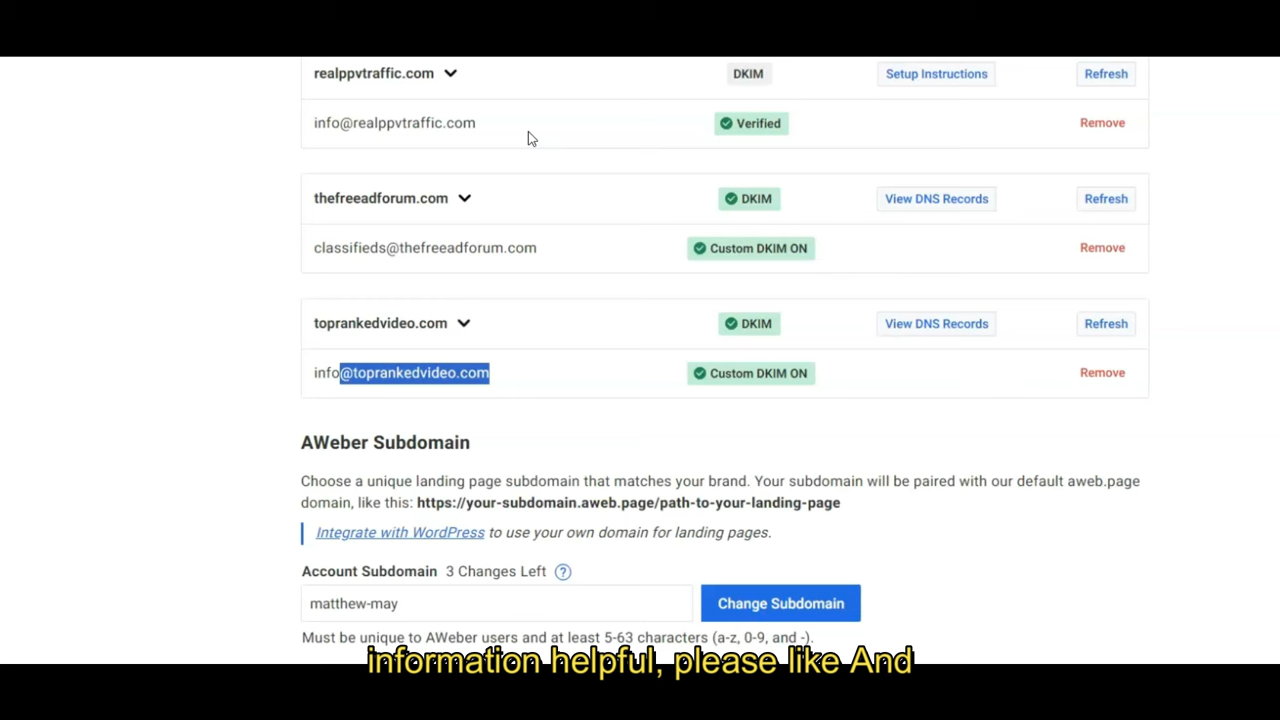 realppvtraffic.com DKIM Setup Instructions Refresh
info@realppvtraffic.com Verified Remove
thefreeadforum.com DKIM View DNS Records Refresh
classifieds@thefreeadforum.com Custom DKIM ON Remove
toprankedvideo.com DKIM View DNS Records Refresh
info@toprankedvideo.com Custom DKIM ON Remove
AWeber Subdomain
Choose a unique landing page subdomain that matches your brand. Your subdomain will be paired with our default aweb.page
domain, like this: https://your-subdomain.aweb.page/path-to-your-landing-page
Integrate with WordPress to use your own domain for landing pages.
Account Subdomain 3 Changes Left ?
matthew-may Change Subdomain
Must be unique to AWeber users and at least 5-63 characters (a-z, 0-9, and -).
information helpful, please like And